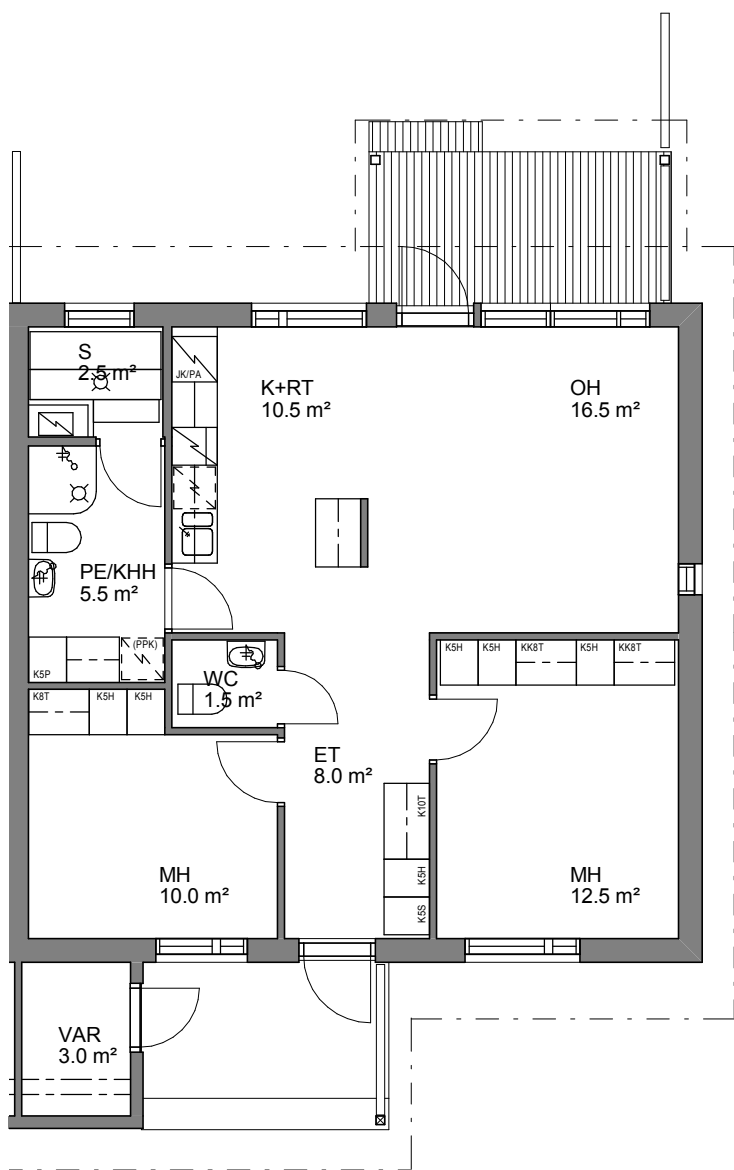 S
2.5 m²
JK/PA
K+RT
10.5 m²
OH
16.5 m²
PE/KHH
5.5 m²
(PPK)
K5P
WC
1.5 m²
K5H
K5H
KK8T
K5H
KK8T
K8T
K5H
K5H
ET
8.0 m²
K10T
K5H
K5S
MH
10.0 m²
MH
12.5 m²
VAR
3.0 m²